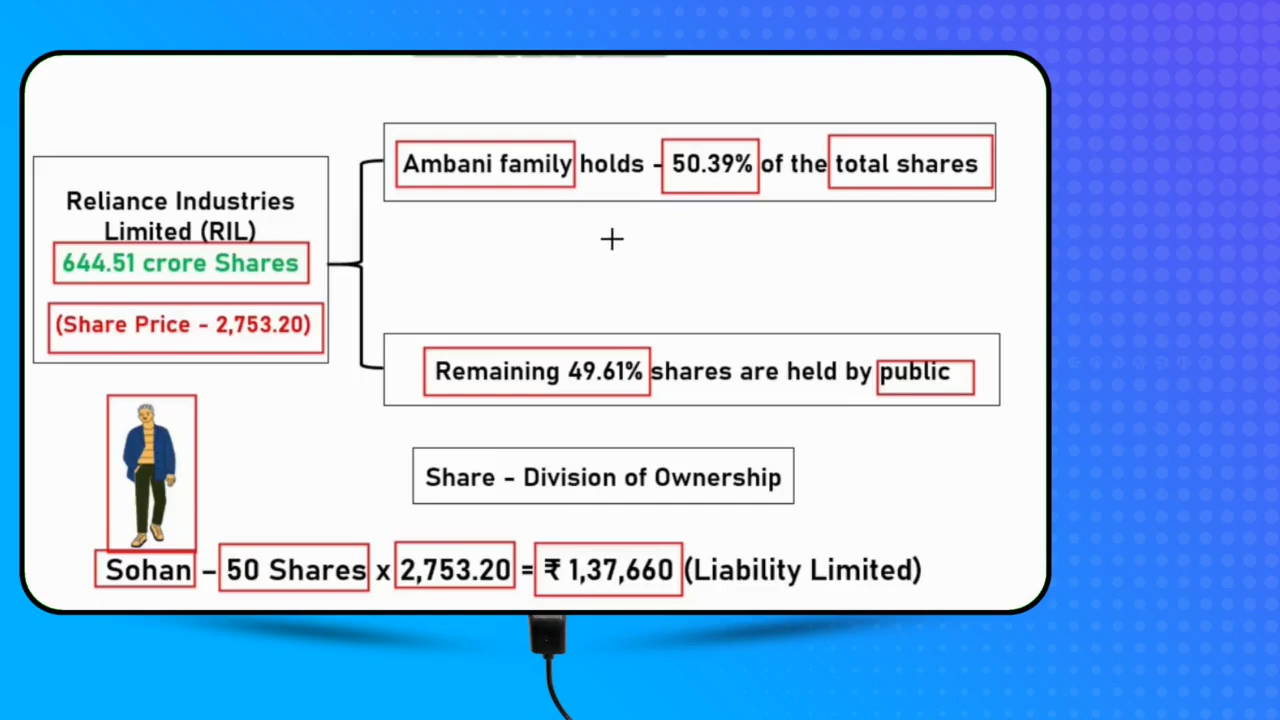 Reliance Industries
Limited (RIL)
644.51 crore Shares
(Share Price - 2,753.20)
Ambani family holds - 50.39% of the total shares
Remaining 49.61% shares are held by public
Share - Division of Ownership
Sohan – 50 Shares x 2,753.20 = ₹ 1,37,660 (Liability Limited)